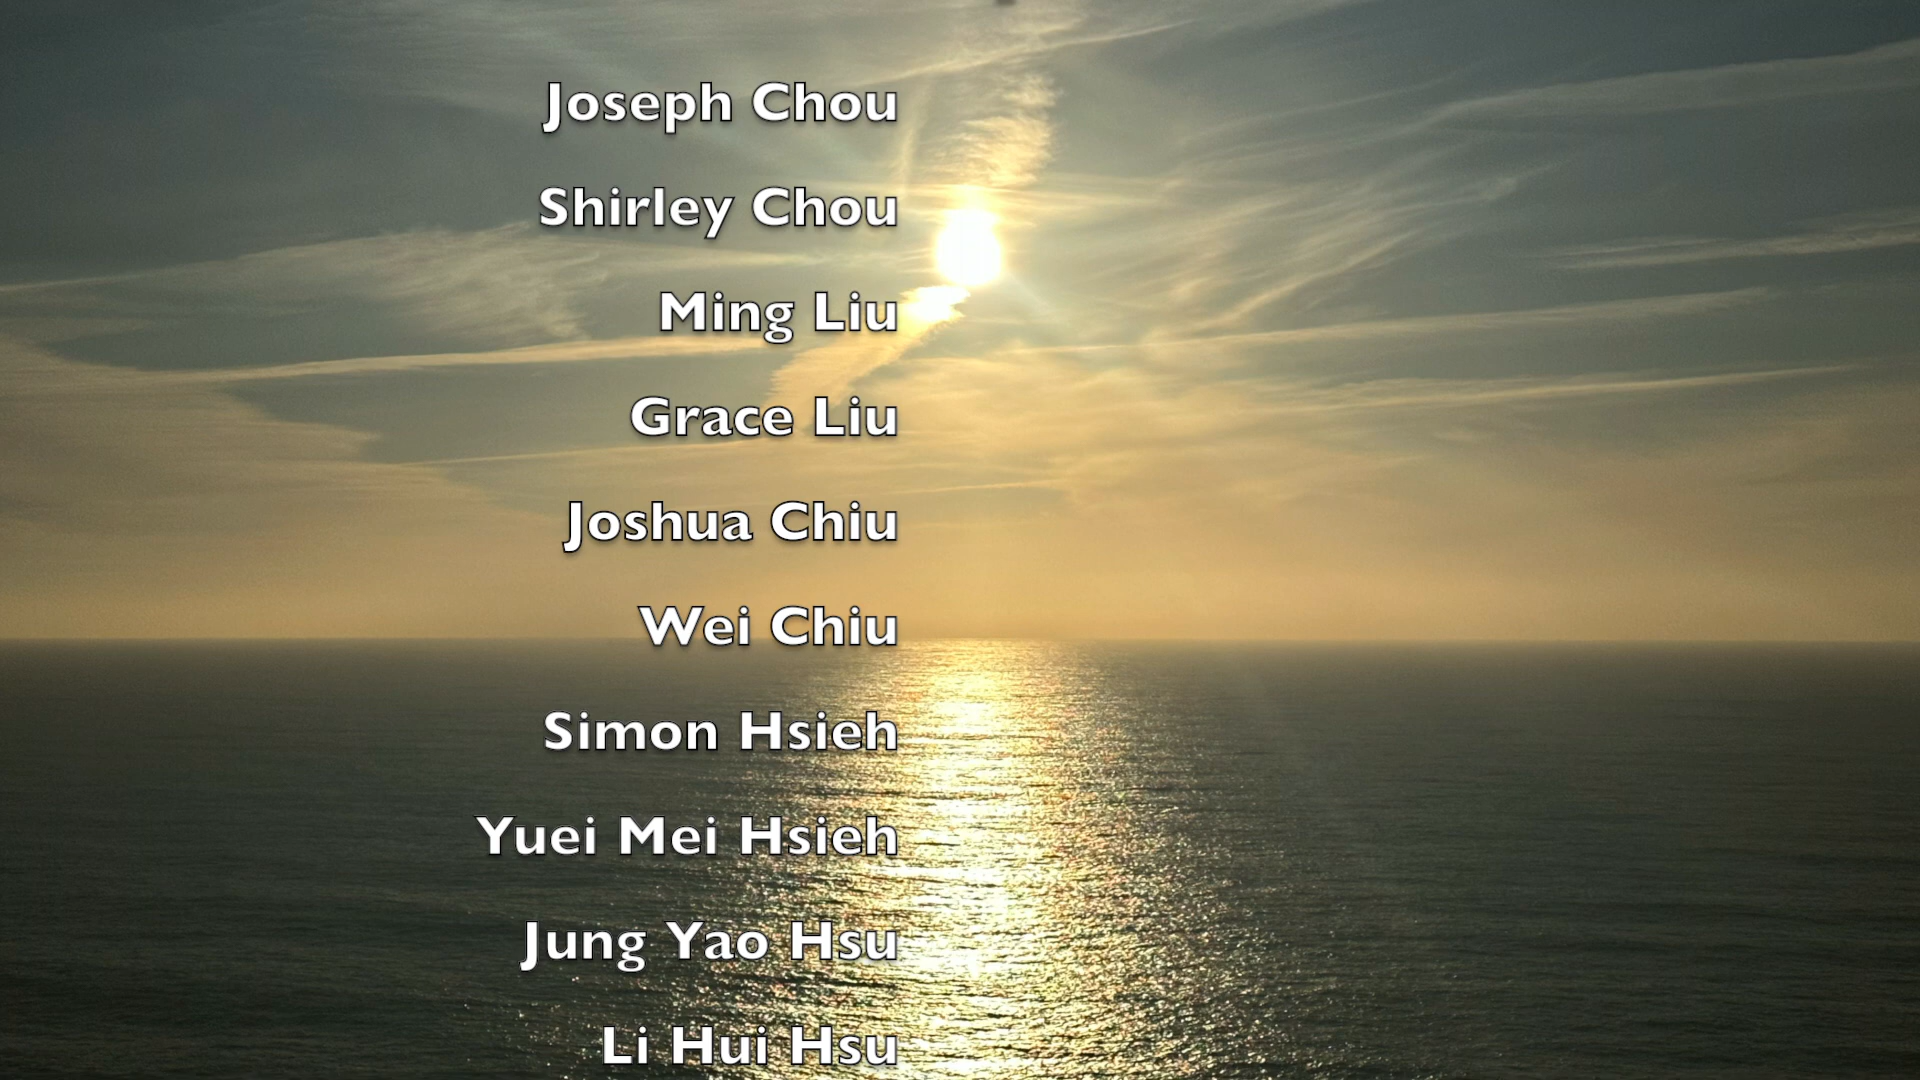 Joseph Chou
Shirley Chou
Ming Liu
Grace Liu
Joshua Chiu
Wei Chiu
Simon Hsieh
Yuei Mei Hsieh
Jung Yao Hsu
Li Hui Hsu